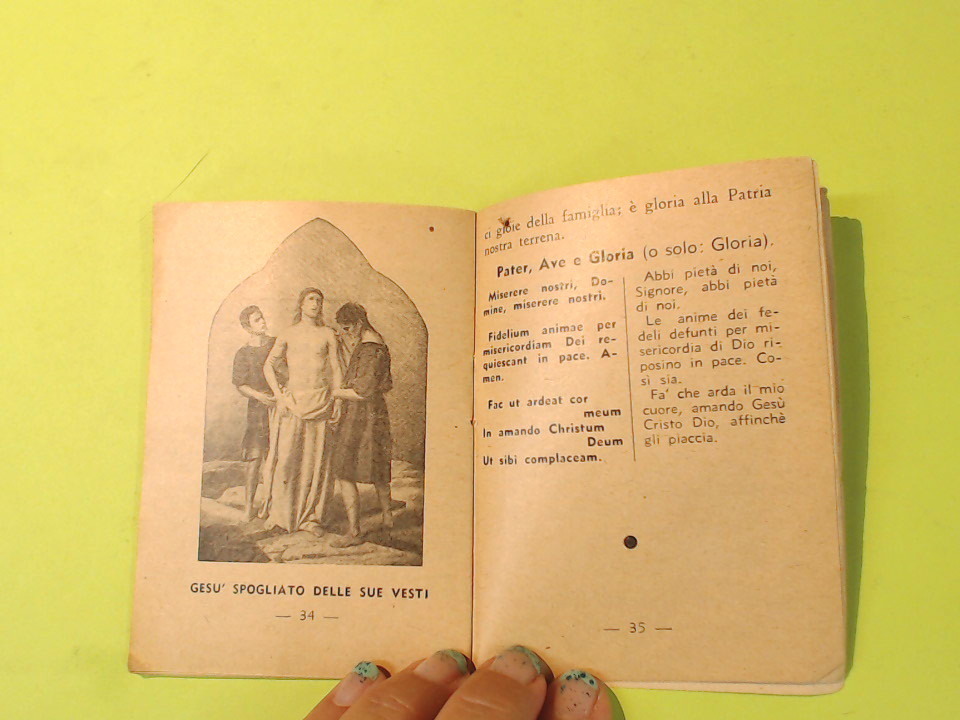 GESU' SPOGLIATO DELLE SUE VESTI
— 34 —
ci gioie della famiglia; è gloria alla Patria
nostra terrena.
Pater, Ave e Gloria (o solo: Gloria).
Miserere nostri, Do-
mine, miserere nostri.
Fidelium animae per
misericordiam Dei re-
quiescant in pace. A-
men.
Fac ut ardeat cor
meum
In amando Christum
Deum
Ut sibi complaceam.
Abbi pietà di noi,
Signore, abbi pietà
di noi.
Le anime dei fe-
deli defunti per mi-
sericordia di Dio ri-
posino in pace. Co-
sì sia.
Fa' che arda il mio
cuore, amando Gesù
Cristo Dio, affinchè
gli piaccia.
— 35 —